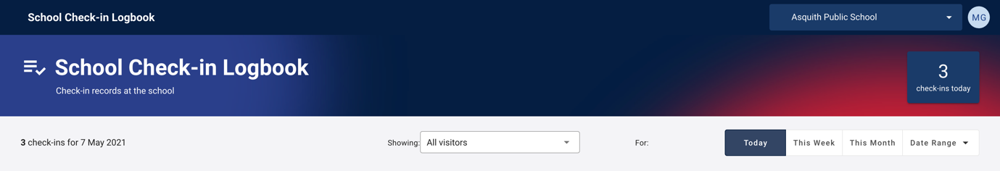 School Check-in Logbook
Asquith Public School
MG
School Check-in Logbook
Check-in records at the school
3
check-ins today
3 check-ins for 7 May 2021
Showing: All visitors
For: Today This Week This Month Date Range